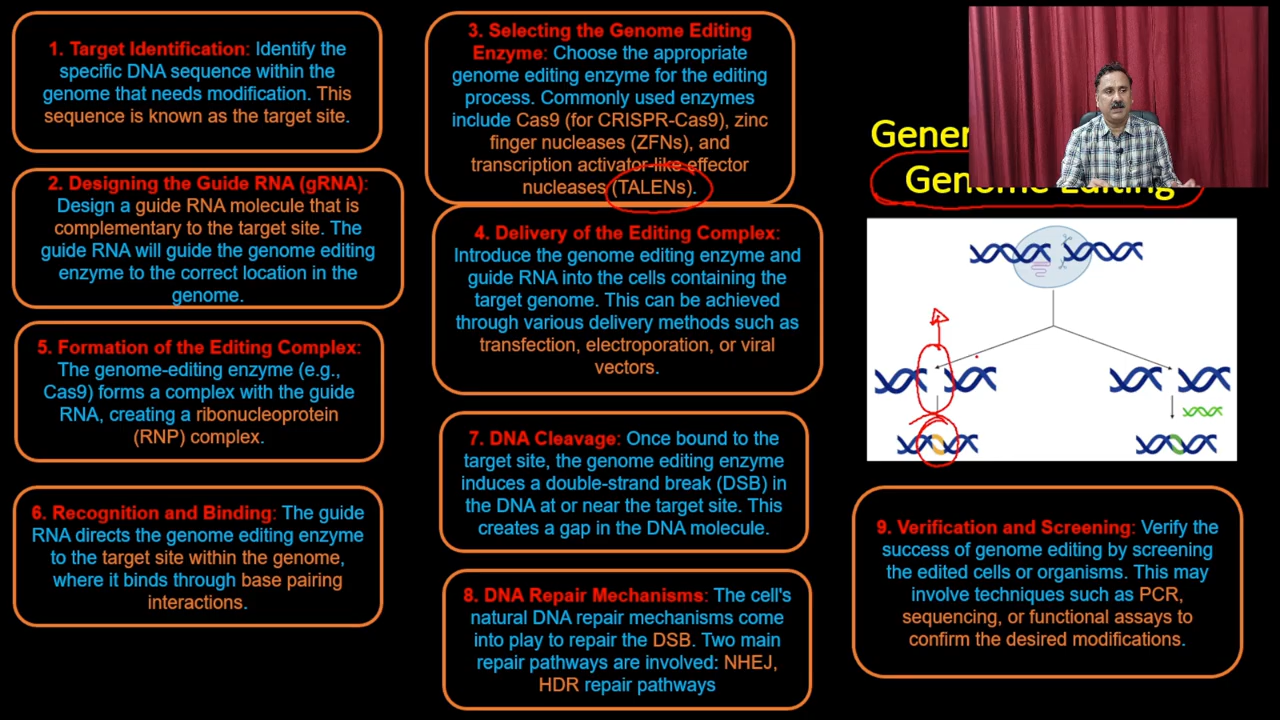 1. Target Identification: Identify the
specific DNA sequence within the
genome that needs modification. This
sequence is known as the target site.
2. Designing the Guide RNA (gRNA):
Design a guide RNA molecule that is
complementary to the target site. The
guide RNA will guide the genome editing
enzyme to the correct location in the
genome.
3. Selecting the Genome Editing
Enzyme: Choose the appropriate
genome editing enzyme for the editing
process. Commonly used enzymes
include Cas9 (for CRISPR-Cas9), zinc
finger nucleases (ZFNs), and
transcription activator-like effector
nucleases (TALENs).
4. Delivery of the Editing Complex:
Introduce the genome editing enzyme and
guide RNA into the cells containing the
target genome. This can be achieved
through various delivery methods such as
transfection, electroporation, or viral
vectors.
5. Formation of the Editing Complex:
The genome-editing enzyme (e.g.,
Cas9) forms a complex with the guide
RNA, creating a ribonucleoprotein
(RNP) complex.
6. Recognition and Binding: The guide
RNA directs the genome editing enzyme
to the target site within the genome,
where it binds through base pairing
interactions.
7. DNA Cleavage: Once bound to the
target site, the genome editing enzyme
induces a double-strand break (DSB) in
the DNA at or near the target site. This
creates a gap in the DNA molecule.
8. DNA Repair Mechanisms: The cell's
natural DNA repair mechanisms come
into play to repair the DSB. Two main
repair pathways are involved: NHEJ,
HDR repair pathways
Genome Editing
9. Verification and Screening: Verify the
success of genome editing by screening
the edited cells or organisms. This may
involve techniques such as PCR,
sequencing, or functional assays to
confirm the desired modifications.